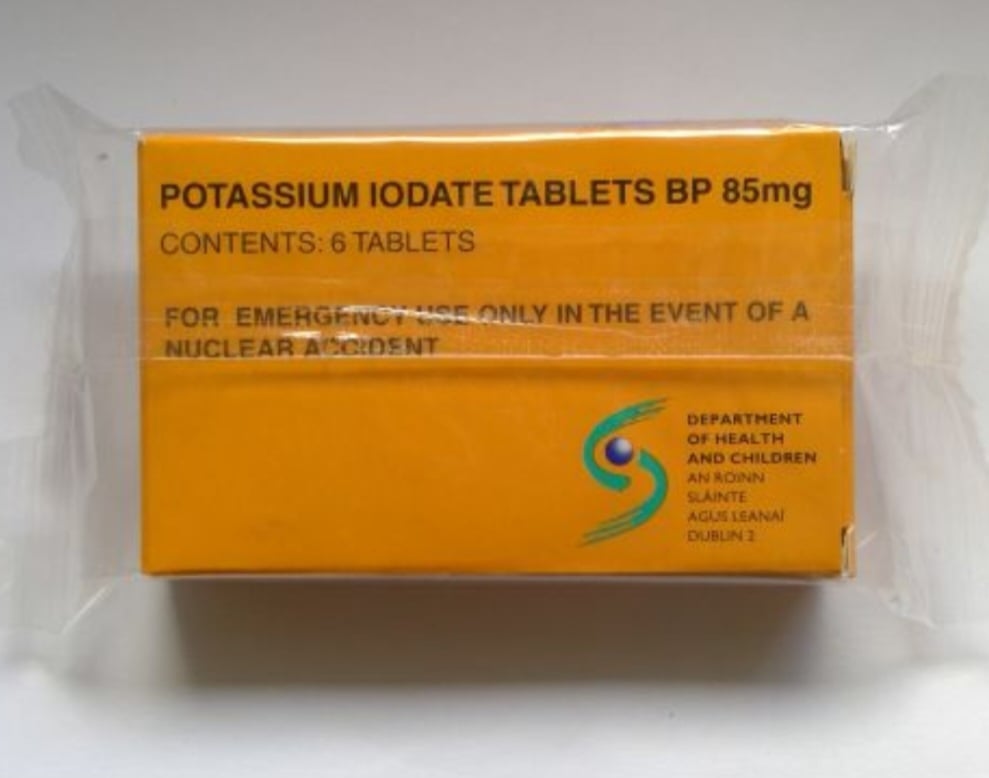 POTASSIUM IODATE TABLETS BP 85mg
CONTENTS: 6 TABLETS
FOR EMERGENCY USE ONLY IN THE EVENT OF A
NUCLEAR ACCIDENT
DEPARTMENT
OF HEALTH
AND CHILDREN
AN ROINN
SLÁINTE
AGUS LEANAÍ
DUBLIN 2